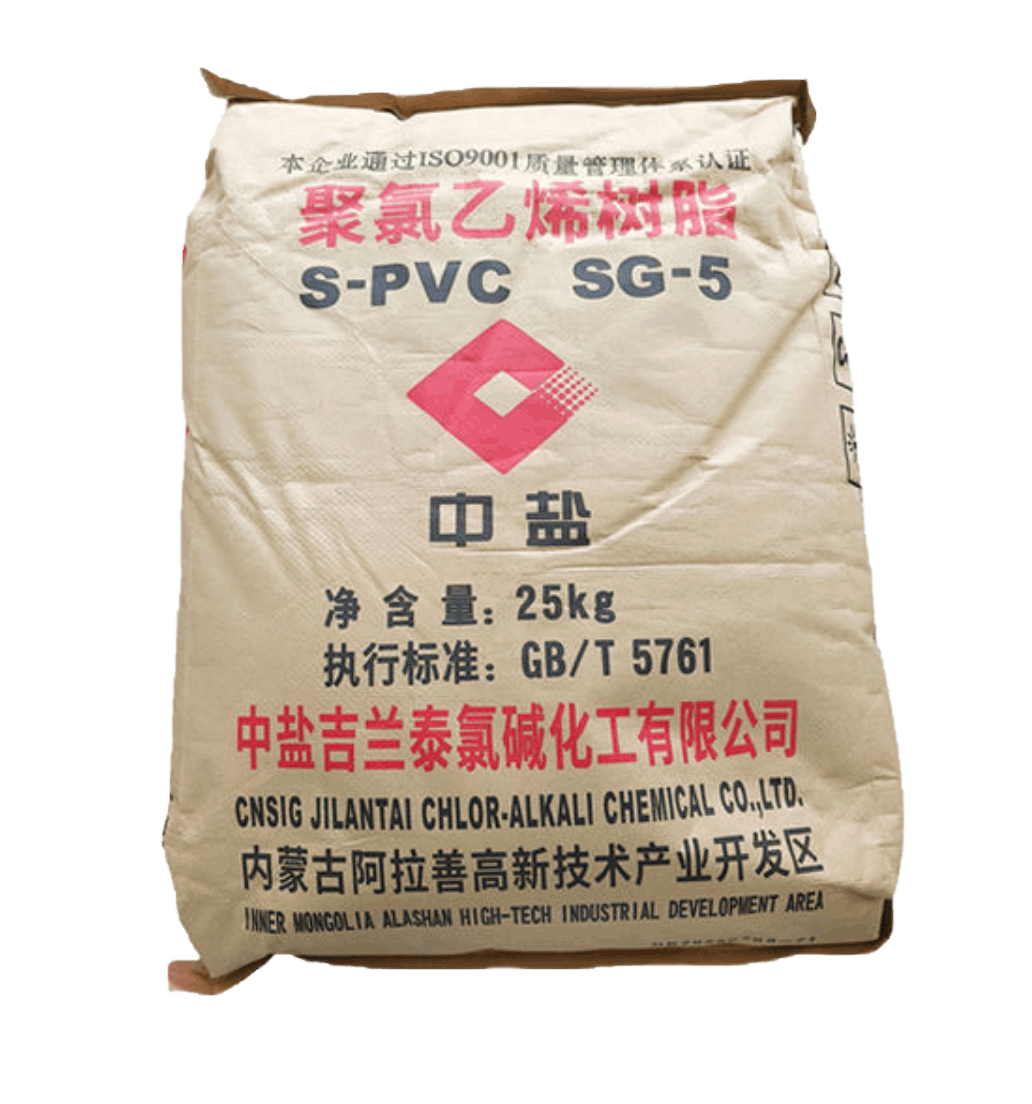 本企业通过ISO9001质量管理体系认证
聚氯乙烯树脂
S-PVC SG-5
中盐
净含量：25kg
执行标准：GB/T 5761
中盐吉兰泰氯碱化工有限公司
CNSIG JILANTAI CHLOR-ALKALI CHEMICAL CO.,LTD.
内蒙古阿拉善高新技术产业开发区
INNER MONGOLIA ALASHAN HIGH-TECH INDUSTRIAL DEVELOPMENT AREA